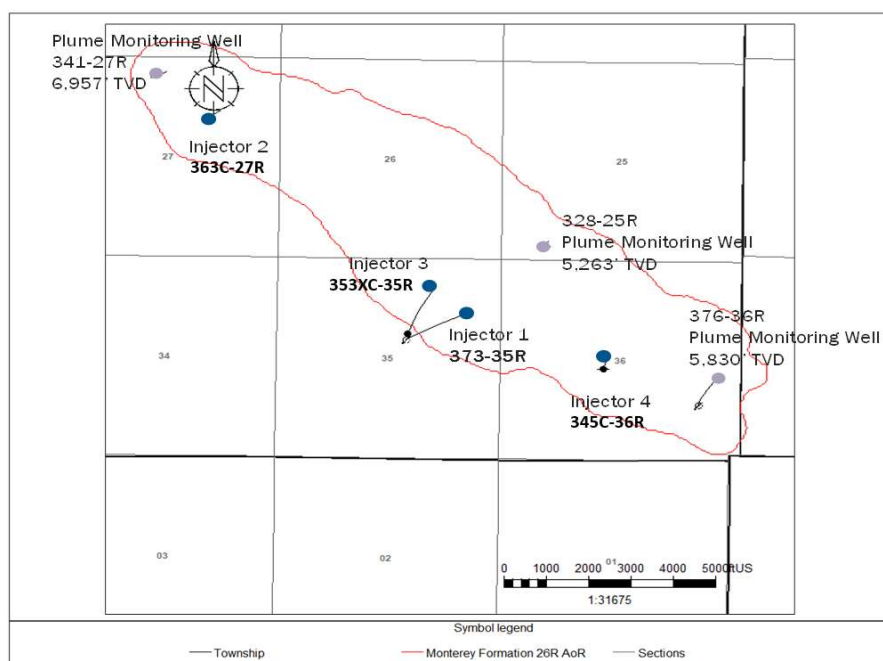 Plume Monitoring Well
341-27R
6,957' TVD
N
Injector 2
363C-27R
27
26
25
328-25R
Plume Monitoring Well
5,263' TVD
Injector 3
353XC-35R
376-36R
Plume Monitoring Well
5,830' TVD
Injector 1
373-35R
34
35
36
Injector 4
345C-36R
03
02
01
0 1000 2000 3000 4000 5000ftUS
1:31675
Symbol legend
Township Monterey Formation 26R AoR Sections